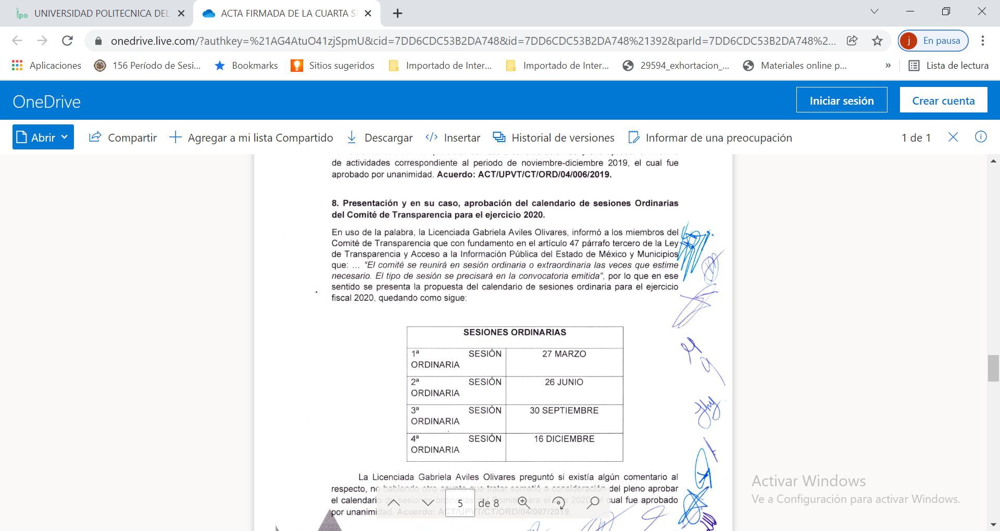 UNIVERSIDAD POLITECNICA DEL
ACTA FIRMADA DE LA CUARTA S
onedrive.live.com/?authkey=%21AG4AtuO41zjSpmU&cid=7DD6CDC53B2DA748&id=7DD6CDC53B2DA748%21392&parId=7DD6CDC53B2DA748%2...
j En pausa
Aplicaciones 156 Período de Sesi... Bookmarks Sitios sugeridos Importado de Inter... Importado de Inter... 29594_exhortacion_... Materiales online p... » Lista de lectura
OneDrive Iniciar sesión Crear cuenta
Abrir Compartir Agregar a mi lista Compartido Descargar Insertar Historial de versiones Informar de una preocupación 1 de 1
de actividades correspondiente al periodo de noviembre-diciembre 2019, el cual fue
aprobado por unanimidad. Acuerdo: ACT/UPVT/CT/ORD/04/006/2019.
8. Presentación y en su caso, aprobación del calendario de sesiones Ordinarias
del Comité de Transparencia para el ejercicio 2020.
En uso de la palabra, la Licenciada Gabriela Aviles Olivares, informó a los miembros del
Comité de Transparencia que con fundamento en el artículo 47 párrafo tercero de la Ley
de Transparencia y Acceso a la Información Pública del Estado de México y Municipios
que: ... “El comité se reunirá en sesión ordinaria o extraordinaria las veces que estime
necesario. El tipo de sesión se precisará en la convocatoria emitida”, por lo que en ese
sentido se presenta la propuesta del calendario de sesiones ordinaria para el ejercicio
fiscal 2020, quedando como sigue:
SESIONES ORDINARIAS
1ª SESIÓN 27 MARZO
ORDINARIA
2ª SESIÓN 26 JUNIO
ORDINARIA
3ª SESIÓN 30 SEPTIEMBRE
ORDINARIA
4ª SESIÓN 16 DICIEMBRE
ORDINARIA
La Licenciada Gabriela Aviles Olivares preguntó si existía algún comentario al
respecto, no habiendo otro asunto que tratar sometió a consideración del pleno aprobar
el calendario de sesiones ordinarias del Comité para el año 2020, el cual fue aprobado
por unanimidad. Acuerdo: ACT/UPVT/CT/ORD/04/007/2019.
5 de 8
Activar Windows
Ve a Configuración para activar Windows.